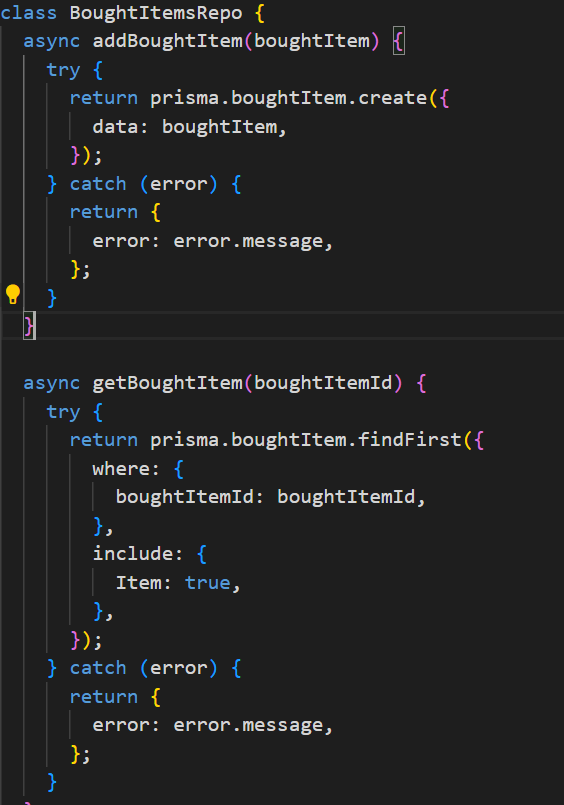 class BoughtItemsRepo {
  async addBoughtItem(boughtItem) {
    try {
      return prisma.boughtItem.create({
        data: boughtItem,
      });
    } catch (error) {
      return {
        error: error.message,
      };
    }
  }
  async getBoughtItem(boughtItemId) {
    try {
      return prisma.boughtItem.findFirst({
        where: {
          boughtItemId: boughtItemId,
        },
        include: {
          Item: true,
        },
      });
    } catch (error) {
      return {
        error: error.message,
      };
    }
  }